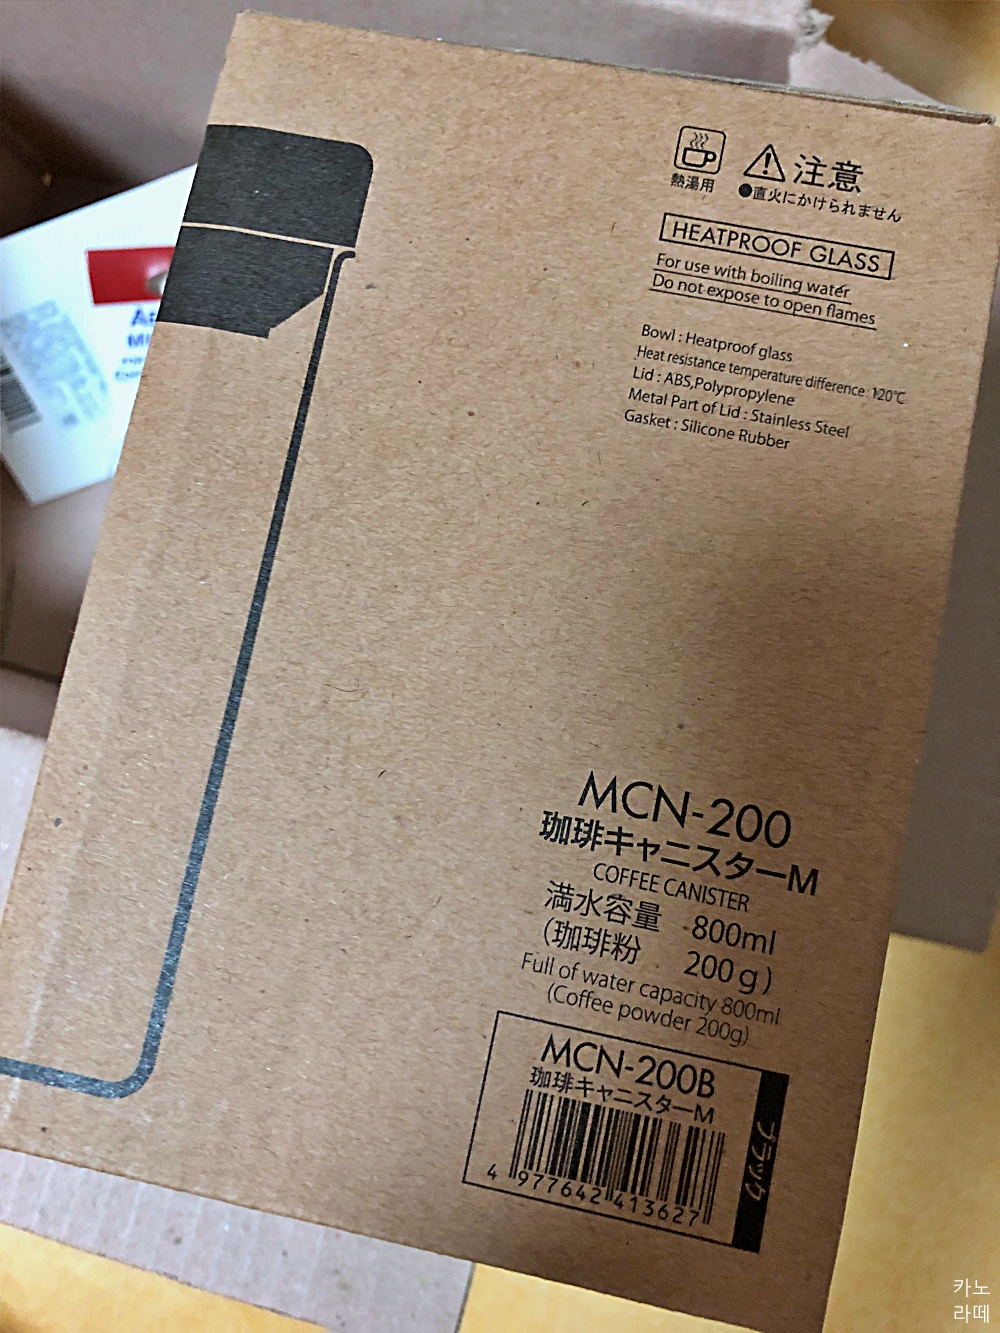 熱湯用
注意
●直火にかけられません
HEATPROOF GLASS
For use with boiling water
Do not expose to open flames
Bowl : Heatproof glass
Heat resistance temperature difference: 120℃
Lid : ABS,Polypropylene
Metal Part of Lid : Stainless Steel
Gasket : Silicone Rubber
MCN-200
珈琲キャニスターM
COFFEE CANISTER
満水容量 800ml
(珈琲粉 200g)
Full of water capacity 800ml
(Coffee powder 200g)
MCN-200B
珈琲キャニスターM
ブラック
4 977642 413627
카노
라떼